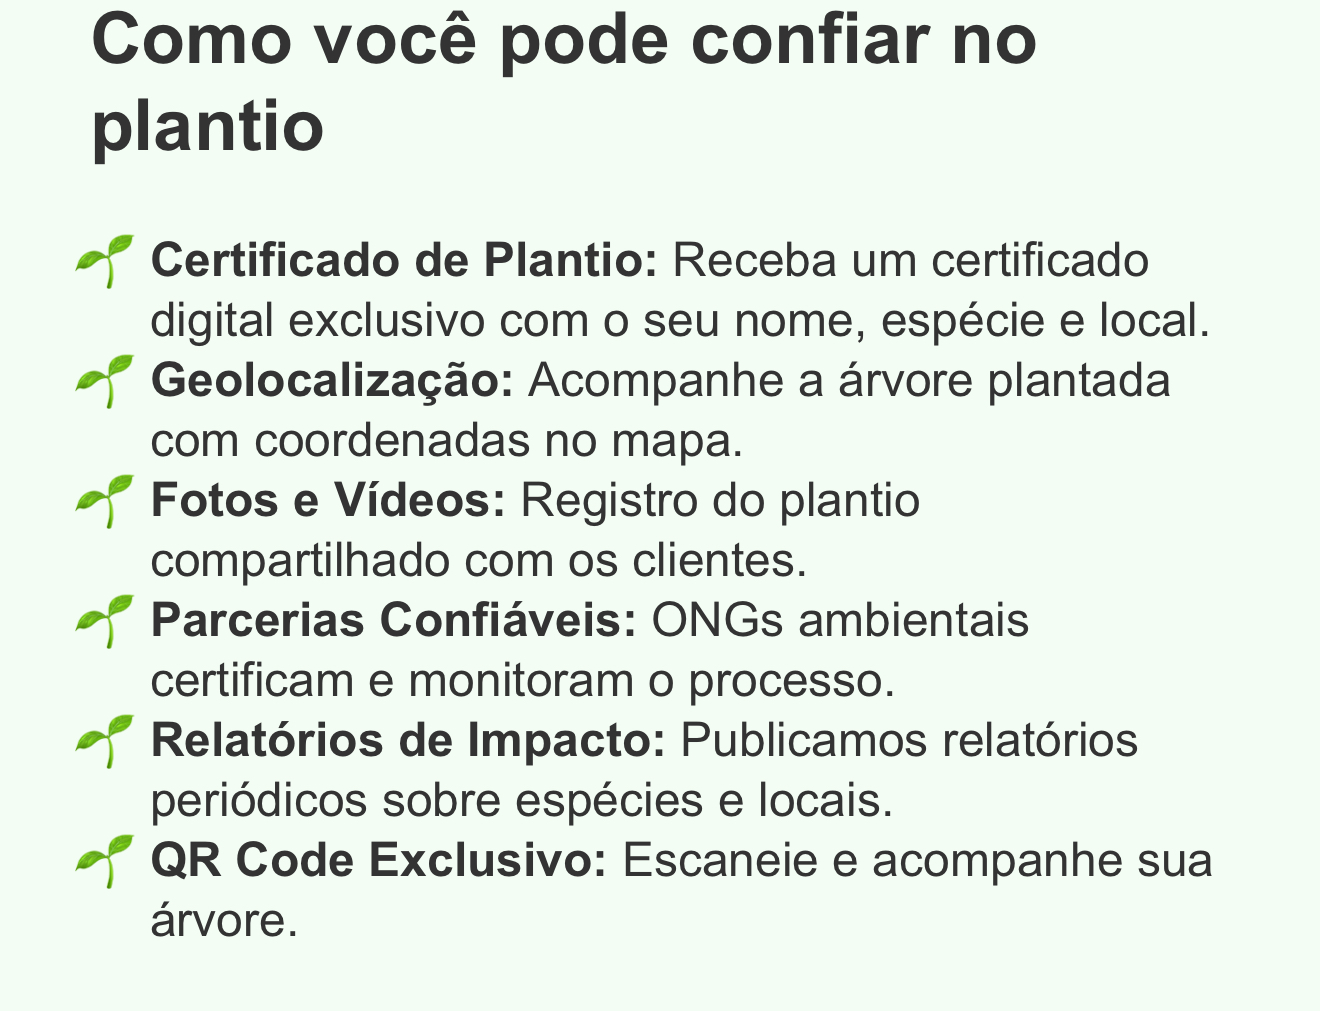 Como você pode confiar no
plantio
🌱 Certificado de Plantio: Receba um certificado
digital exclusivo com o seu nome, espécie e local.
🌱 Geolocalização: Acompanhe a árvore plantada
com coordenadas no mapa.
🌱 Fotos e Vídeos: Registro do plantio
compartilhado com os clientes.
🌱 Parcerias Confiáveis: ONGs ambientais
certificam e monitoram o processo.
🌱 Relatórios de Impacto: Publicamos relatórios
periódicos sobre espécies e locais.
🌱 QR Code Exclusivo: Escaneie e acompanhe sua
árvore.